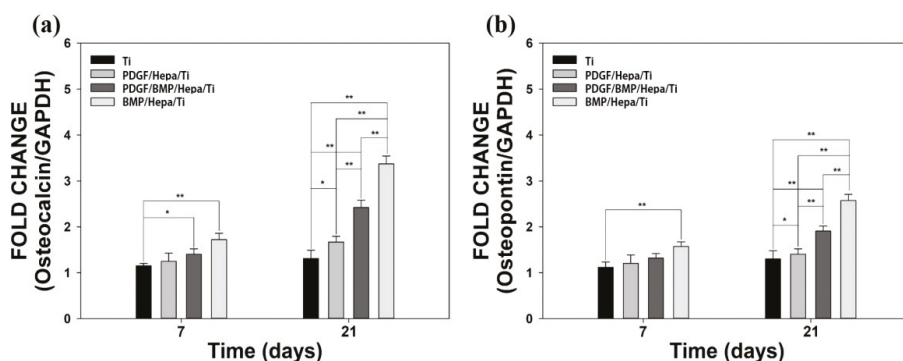 (a)
FOLD CHANGE
(Osteocalcin/GAPDH)
6
5
4
3
2
1
0
Ti
PDGF/Hepa/Ti
PDGF/BMP/Hepa/Ti
BMP/Hepa/Ti
**
*
**
**
**
**
**
*
7
21
Time (days)
(b)
FOLD CHANGE
(Osteopontin/GAPDH)
6
5
4
3
2
1
0
Ti
PDGF/Hepa/Ti
PDGF/BMP/Hepa/Ti
BMP/Hepa/Ti
**
**
**
**
**
**
*
7
21
Time (days)